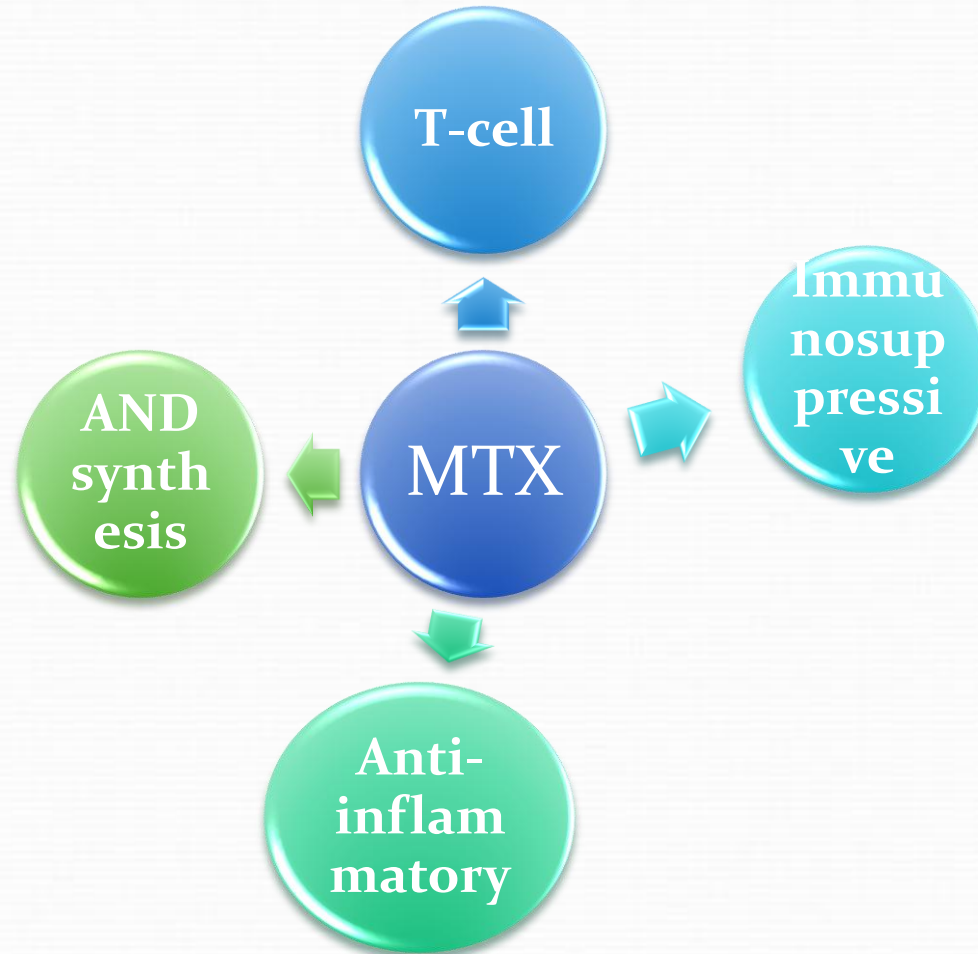 T-cell
Immu
nosup
pressi
ve
AND
synth
esis
MTX
Anti-
inflam
matory